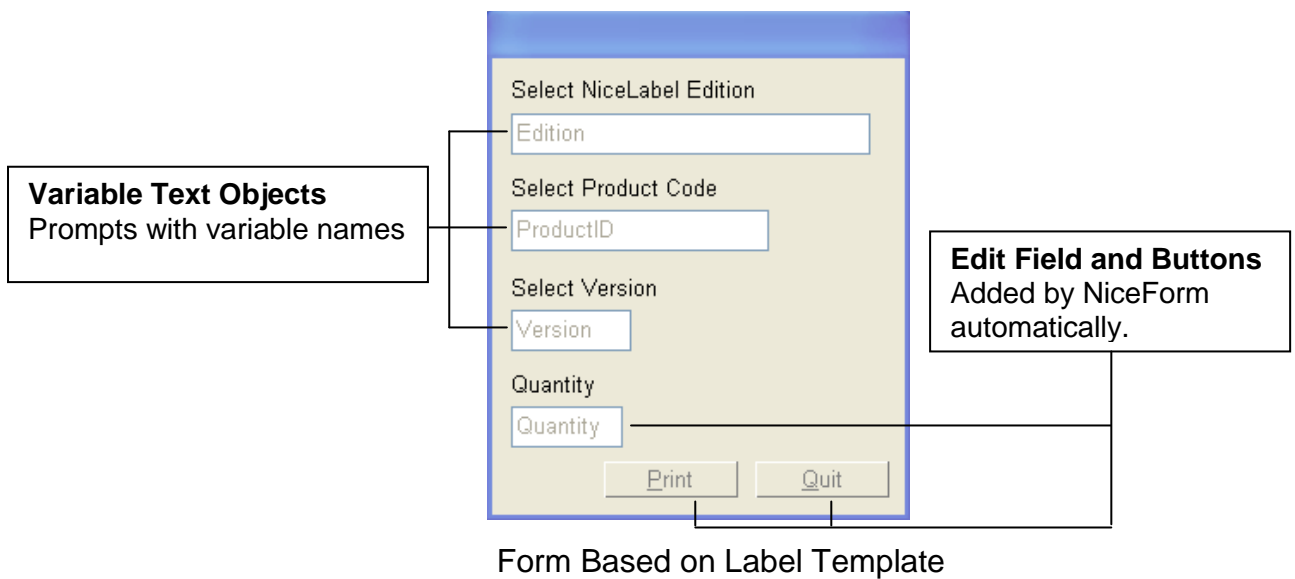 Select NiceLabel Edition
Edition
Variable Text Objects
Prompts with variable names
Select Product Code
ProductID
Edit Field and Buttons
Added by NiceForm
automatically.
Select Version
Version
Quantity
Quantity
Print
Quit
Form Based on Label Template